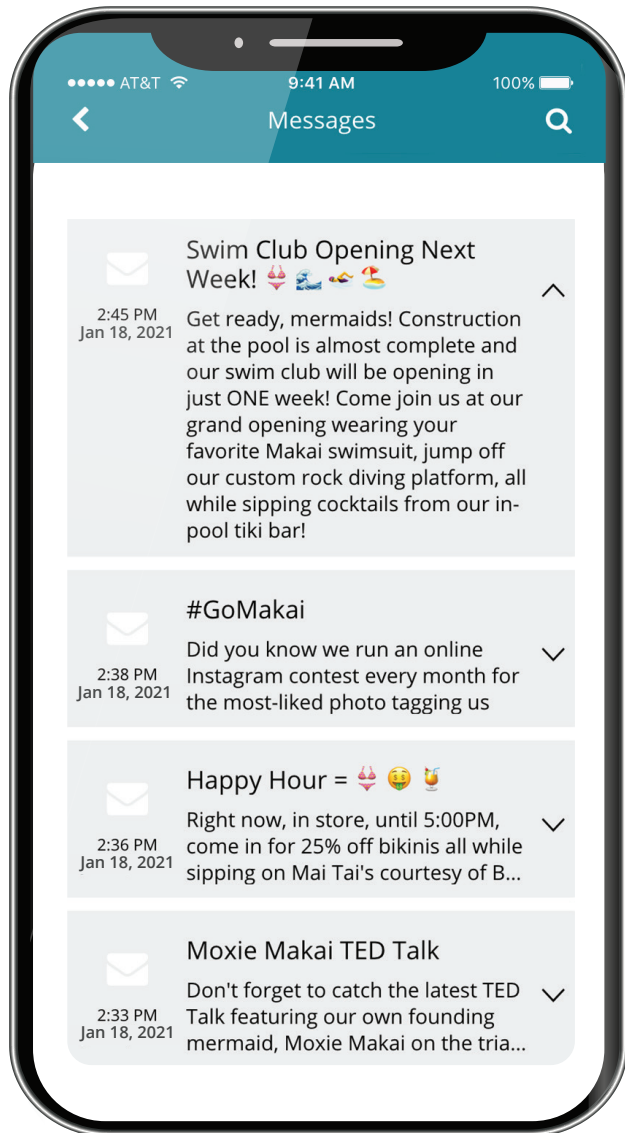 AT&T 9:41 AM 100%
Messages
Swim Club Opening Next
Week! 👙 🌊 🏊 🏖️
2:45 PM
Jan 18, 2021
Get ready, mermaids! Construction
at the pool is almost complete and
our swim club will be opening in
just ONE week! Come join us at our
grand opening wearing your
favorite Makai swimsuit, jump off
our custom rock diving platform, all
while sipping cocktails from our in-
pool tiki bar!
#GoMakai
2:38 PM
Jan 18, 2021
Did you know we run an online
Instagram contest every month for
the most-liked photo tagging us
Happy Hour = 👙 🤑 🍹
2:36 PM
Jan 18, 2021
Right now, in store, until 5:00PM,
come in for 25% off bikinis all while
sipping on Mai Tai's courtesy of B...
Moxie Makai TED Talk
2:33 PM
Jan 18, 2021
Don't forget to catch the latest TED
Talk featuring our own founding
mermaid, Moxie Makai on the tria...